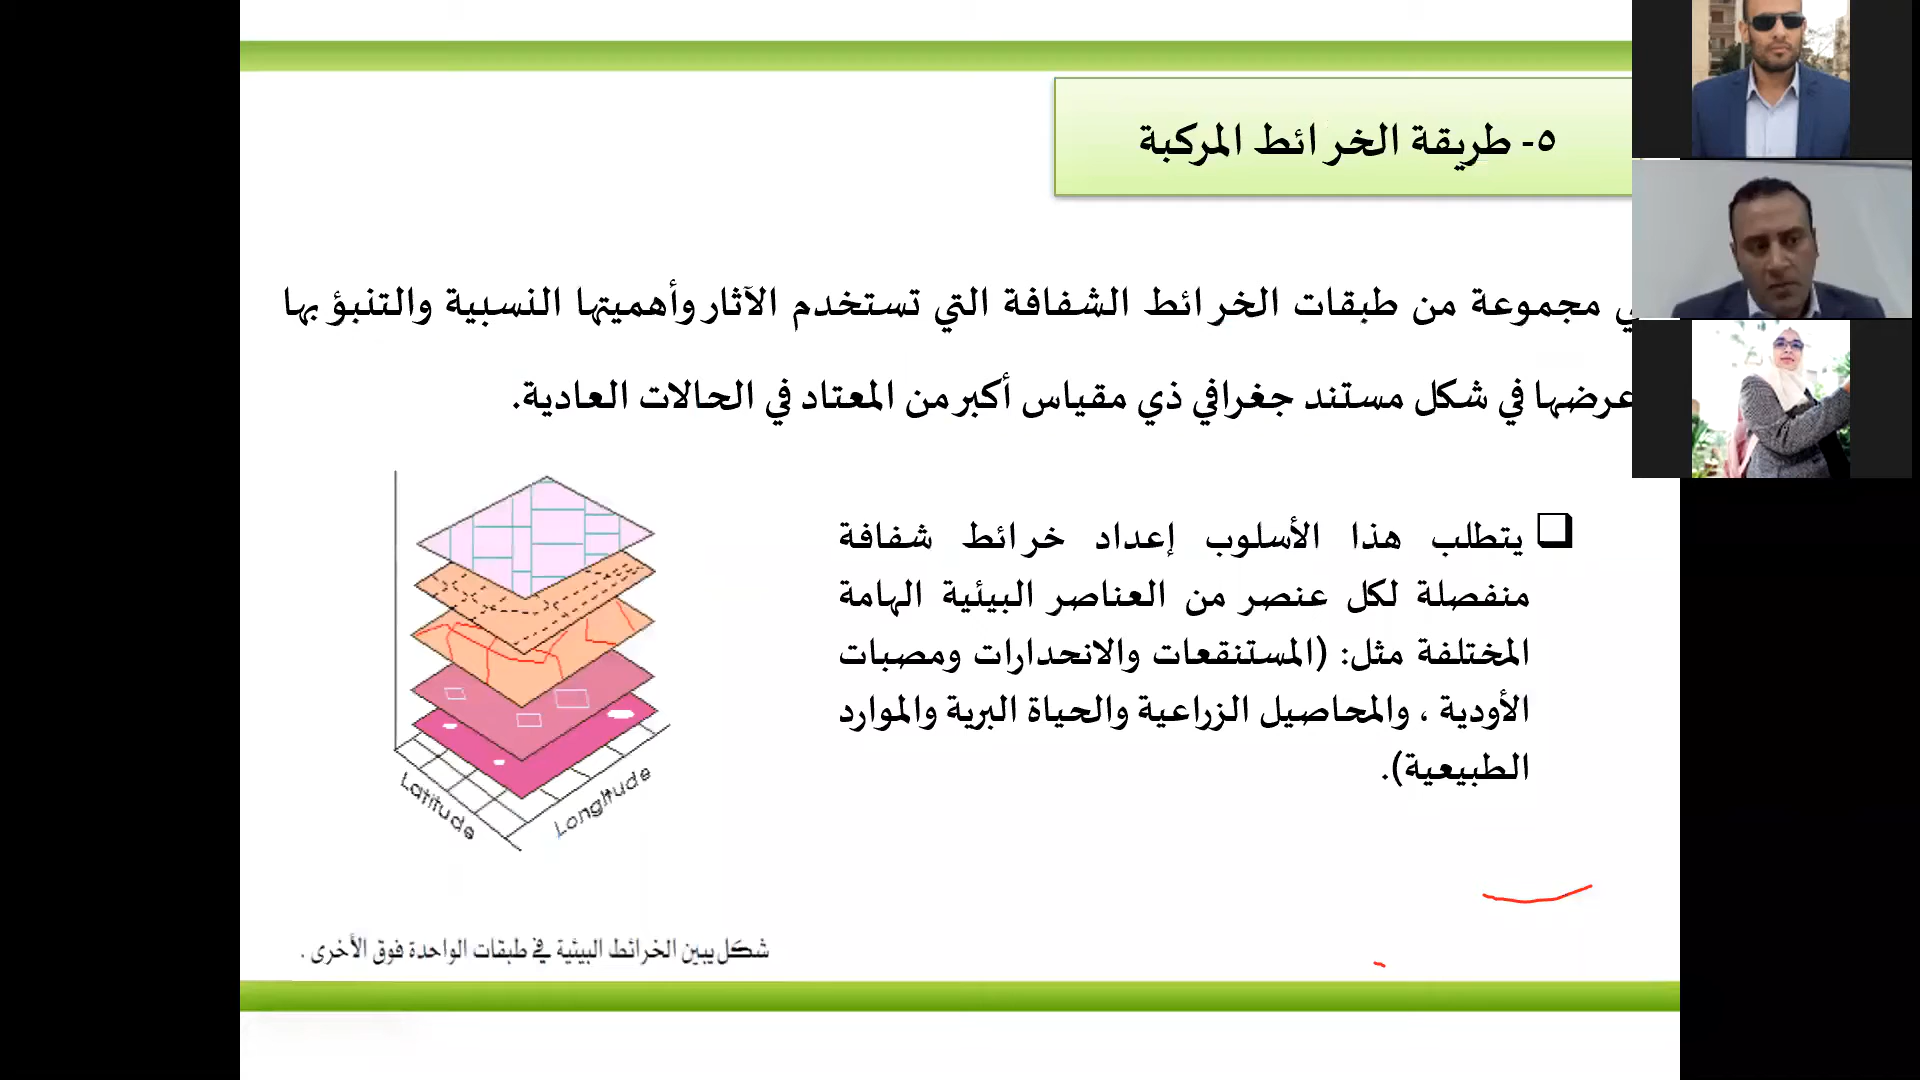 ٥- طريقة الخرائط المركبة
مجموعة من طبقات الخرائط الشفافة التي تستخدم الآثار وأهميتها النسبية والتنبؤ بها
عرضها في شكل مستند جغرافي ذي مقياس أكبر من المعتاد في الحالات العادية.
يتطلب هذا الأسلوب إعداد خرائط شفافة
منفصلة لكل عنصر من العناصر البيئية الهامة
المختلفة مثل: (المستنقعات والانحدارات ومصبات
الأودية ، والمحاصيل الزراعية والحياة البرية والموارد
الطبيعية).
Latitude
Longitude
شكل يبين الخرائط البيئية في طبقات الواحدة فوق الأخرى .